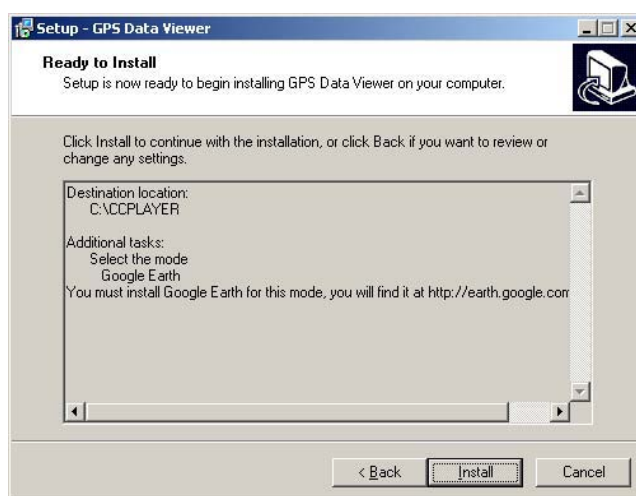 Setup - GPS Data Viewer
Ready to Install
Setup is now ready to begin installing GPS Data Viewer on your computer.
Click Install to continue with the installation, or click Back if you want to review or
change any settings.
Destination location:
C:\CCPLAYER
Additional tasks:
Select the mode
Google Earth
You must install Google Earth for this mode, you will find it at http://earth.google.com
< Back
Install
Cancel